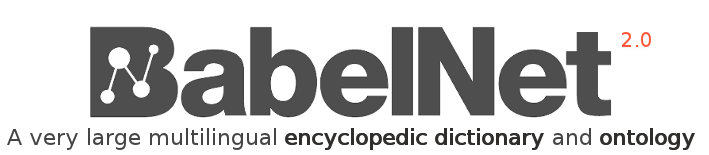 BabelNet 2.0
A very large multilingual encyclopedic dictionary and ontology